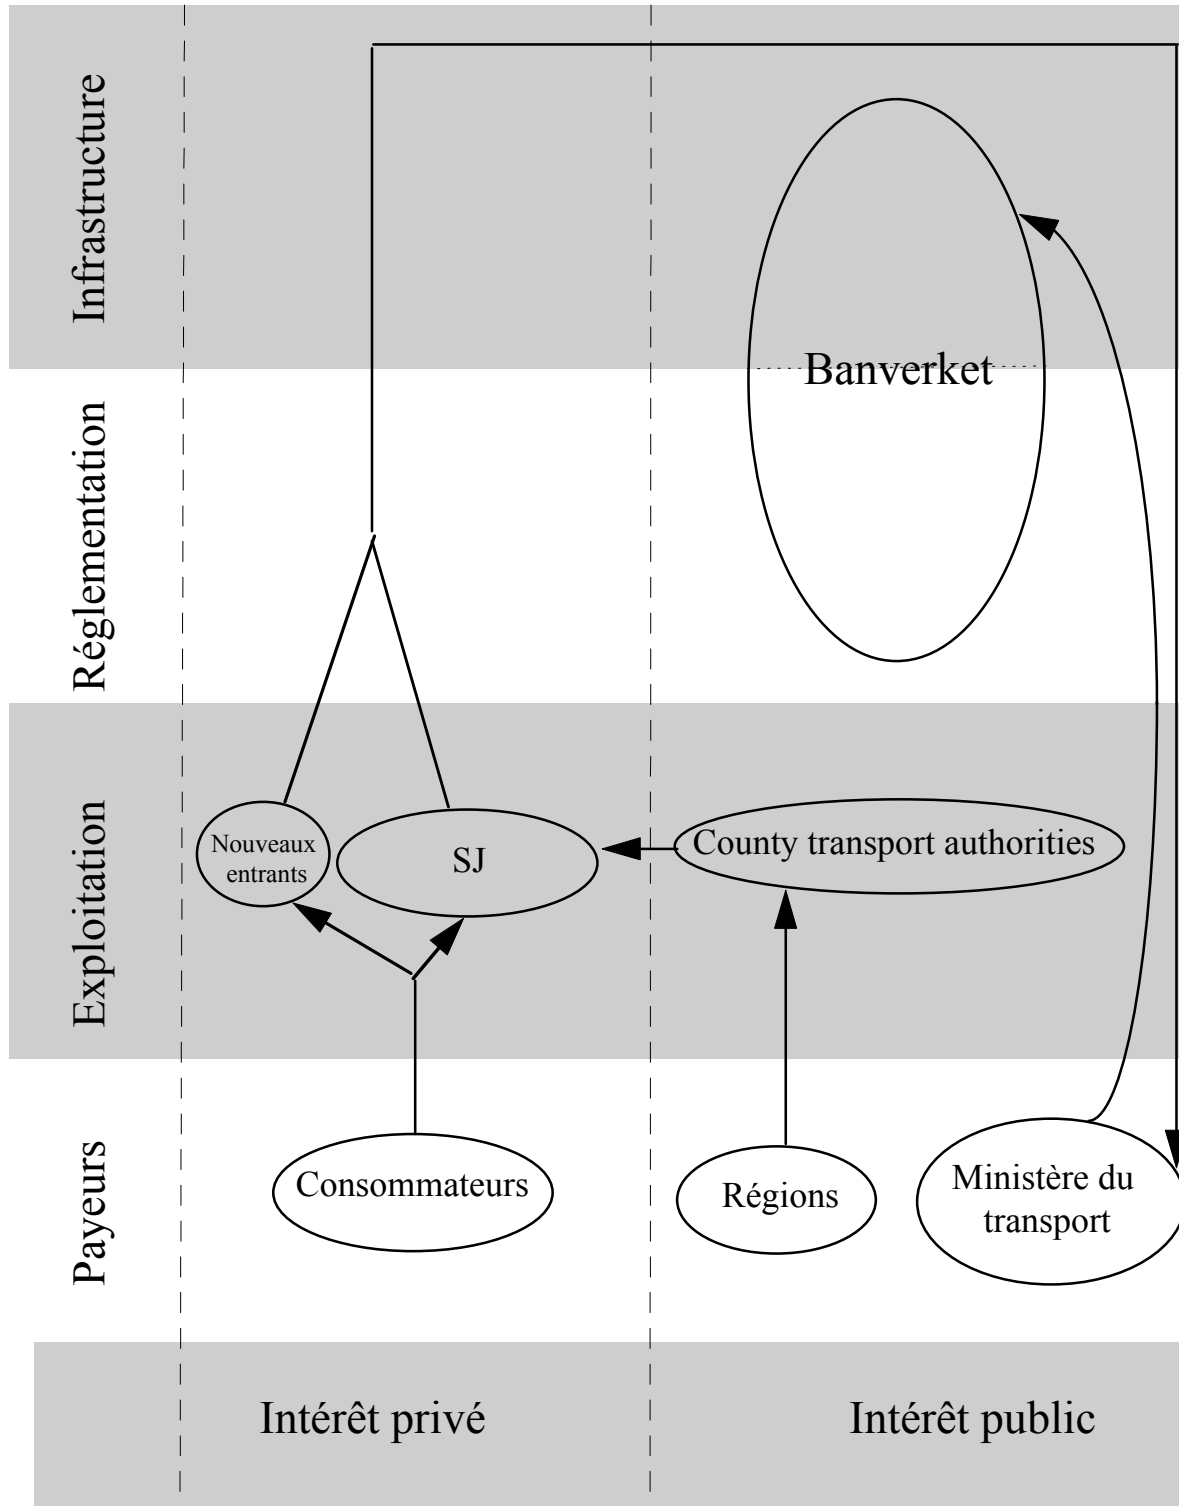 Infrastructure
Banverket
Réglementation
Exploitation
Nouveaux
entrants
SJ
County transport authorities
Payeurs
Consommateurs
Régions
Ministère du
transport
Intérêt privé
Intérêt public